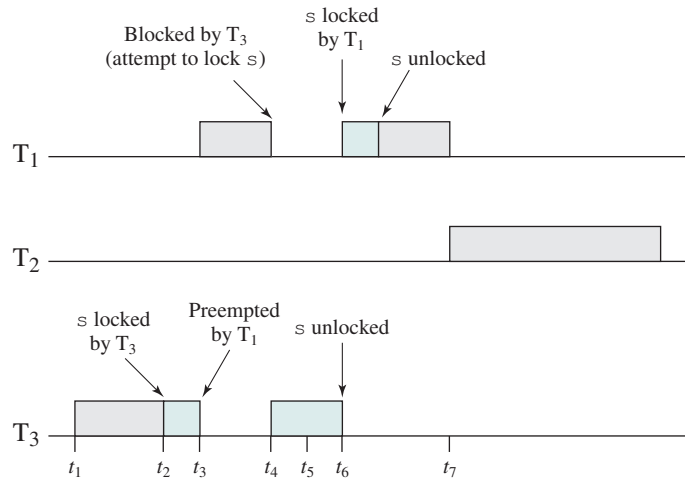 Blocked by T3
(attempt to lock s)
s locked
by T1
s unlocked
T1
T2
s locked
by T3
Preempted
by T1
s unlocked
T3
t1 t2 t3 t4 t5 t6 t7